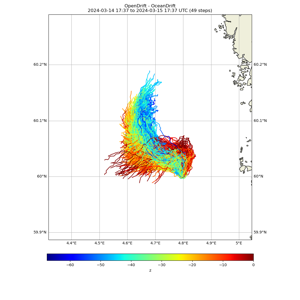 OpenDrift - OceanDrift
2024-03-14 17:37 to 2024-03-15 17:37 UTC (49 steps)
60.2°N 60.2°N
60.1°N 60.1°N
60°N 60°N
59.9°N 59.9°N
4.4°E 4.5°E 4.6°E 4.7°E 4.8°E 4.9°E 5°E
−60 −50 −40 −30 −20 −10 0
z